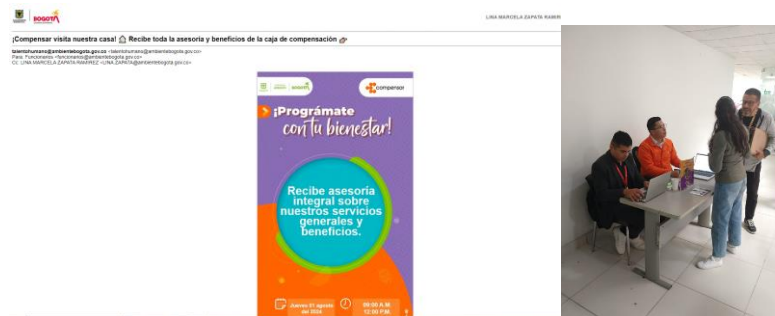 BOGOTÁ
LINA MARCELA ZAPATA RAMIR
¡Compensar visita nuestra casa! Recibe toda la asesoría y beneficios de la caja de compensación
talentohumano@ambientebogota.gov.co <talentohumano@ambientebogota.gov.co>
Para: Funcionarios <funcionarios@ambientebogota.gov.co>
CC: LINA MARCELA ZAPATA RAMIREZ <LINA.ZAPATA@ambientebogota.gov.co>
compensar
¡Prográmate
con tu bienestar!
Recibe asesoría
integral sobre
nuestros servicios
generales y
beneficios.
Jueves 01 agosto
del 2024
09:00 A.M.
12:00 P.M.